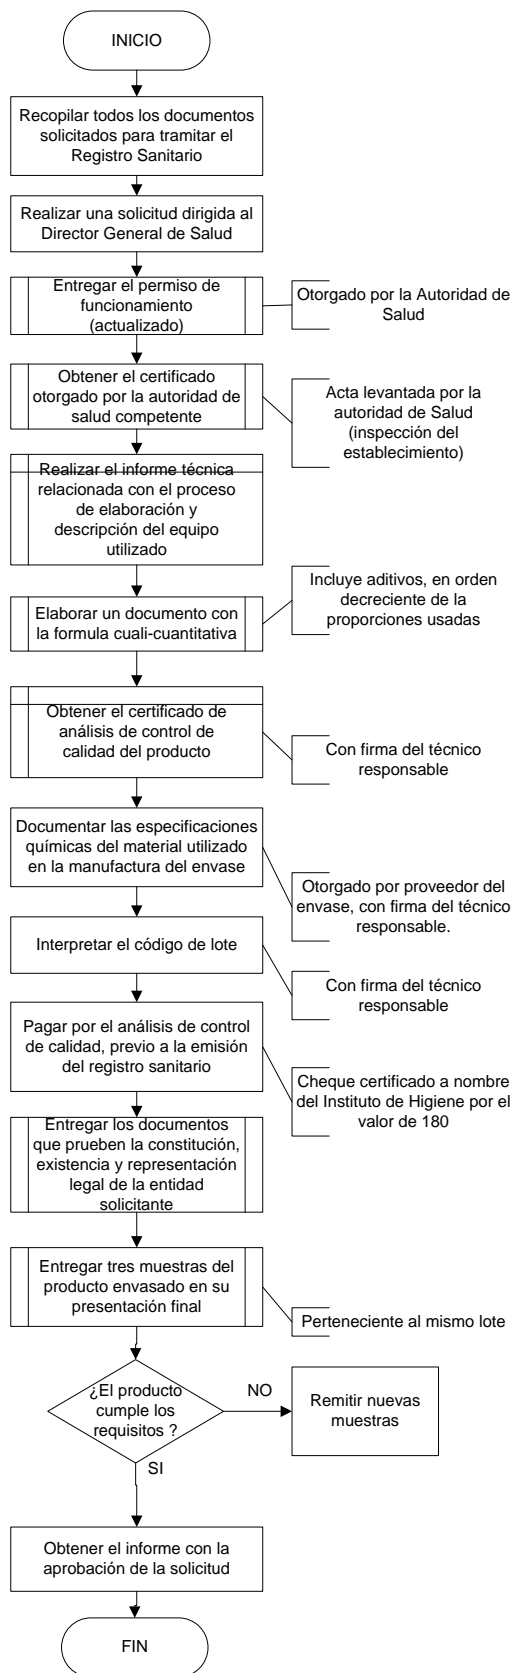 INICIO
Recopilar todos los documentos
solicitados para tramitar el
Registro Sanitario
Realizar una solicitud dirigida al
Director General de Salud
Entregar el permiso de
funcionamiento
(actualizado)
Otorgado por la Autoridad de
Salud
Obtener el certificado
otorgado por la autoridad de
salud competente
Acta levantada por la
autoridad de Salud
(inspección del
establecimiento)
Realizar el informe técnica
relacionada con el proceso
de elaboración y
descripción del equipo
utilizado
Elaborar un documento con
la formula cuali-cuantitativa
Incluye aditivos, en orden
decreciente de la
proporciones usadas
Obtener el certificado de
análisis de control de
calidad del producto
Con firma del técnico
responsable
Documentar las especificaciones
químicas del material utilizado
en la manufactura del envase
Otorgado por proveedor del
envase, con firma del técnico
responsable.
Interpretar el código de lote
Con firma del técnico
responsable
Pagar por el análisis de control
de calidad, previo a la emisión
del registro sanitario
Cheque certificado a nombre
del Instituto de Higiene por el
valor de 180
Entregar los documentos
que prueben la constitución,
existencia y representación
legal de la entidad
solicitante
Entregar tres muestras del
producto envasado en su
presentación final
Perteneciente al mismo lote
¿El producto
cumple los
requisitos ?
NO
Remitir nuevas
muestras
SI
Obtener el informe con la
aprobación de la solicitud
FIN